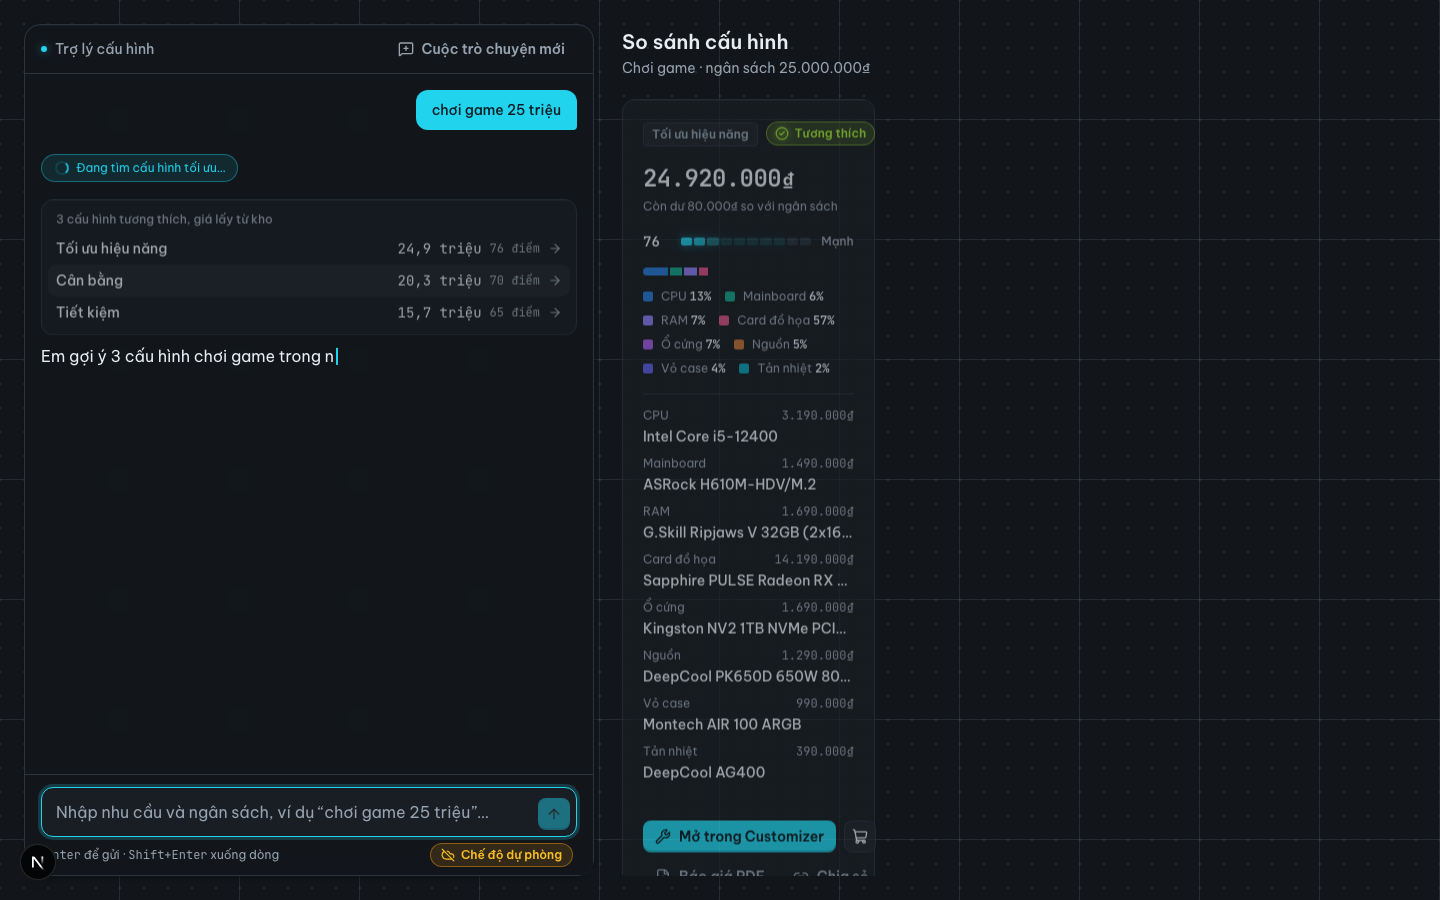 Trợ lý cấu hình
Cuộc trò chuyện mới
chơi game 25 triệu
Đang tìm cấu hình tối ưu...
3 cấu hình tương thích, giá lấy từ kho
Tối ưu hiệu năng 24,9 triệu 76 điểm →
Cân bằng 20,3 triệu 70 điểm →
Tiết kiệm 15,7 triệu 65 điểm →
Em gợi ý 3 cấu hình chơi game trong n
Nhập nhu cầu và ngân sách, ví dụ “chơi game 25 triệu”...
để gửi · Shift+Enter xuống dòng
Chế độ dự phòng
N
So sánh cấu hình
Chơi game · ngân sách 25.000.000₫
Tối ưu hiệu năng
Tương thích
24.920.000₫
Còn dư 80.000₫ so với ngân sách
76 Mạnh
CPU 13% Mainboard 6%
RAM 7% Card đồ họa 57%
Ổ cứng 7% Nguồn 5%
Vỏ case 4% Tản nhiệt 2%
CPU 3.190.000₫
Intel Core i5-12400
Mainboard 1.490.000₫
ASRock H610M-HDV/M.2
RAM 1.690.000₫
G.Skill Ripjaws V 32GB (2x16...
Card đồ họa 14.190.000₫
Sapphire PULSE Radeon RX ...
Ổ cứng 1.690.000₫
Kingston NV2 1TB NVMe PCI...
Nguồn 1.290.000₫
DeepCool PK650D 650W 80...
Vỏ case 990.000₫
Montech AIR 100 ARGB
Tản nhiệt 390.000₫
DeepCool AG400
Mở trong Customizer
Báo giá PDF Chia sẻ